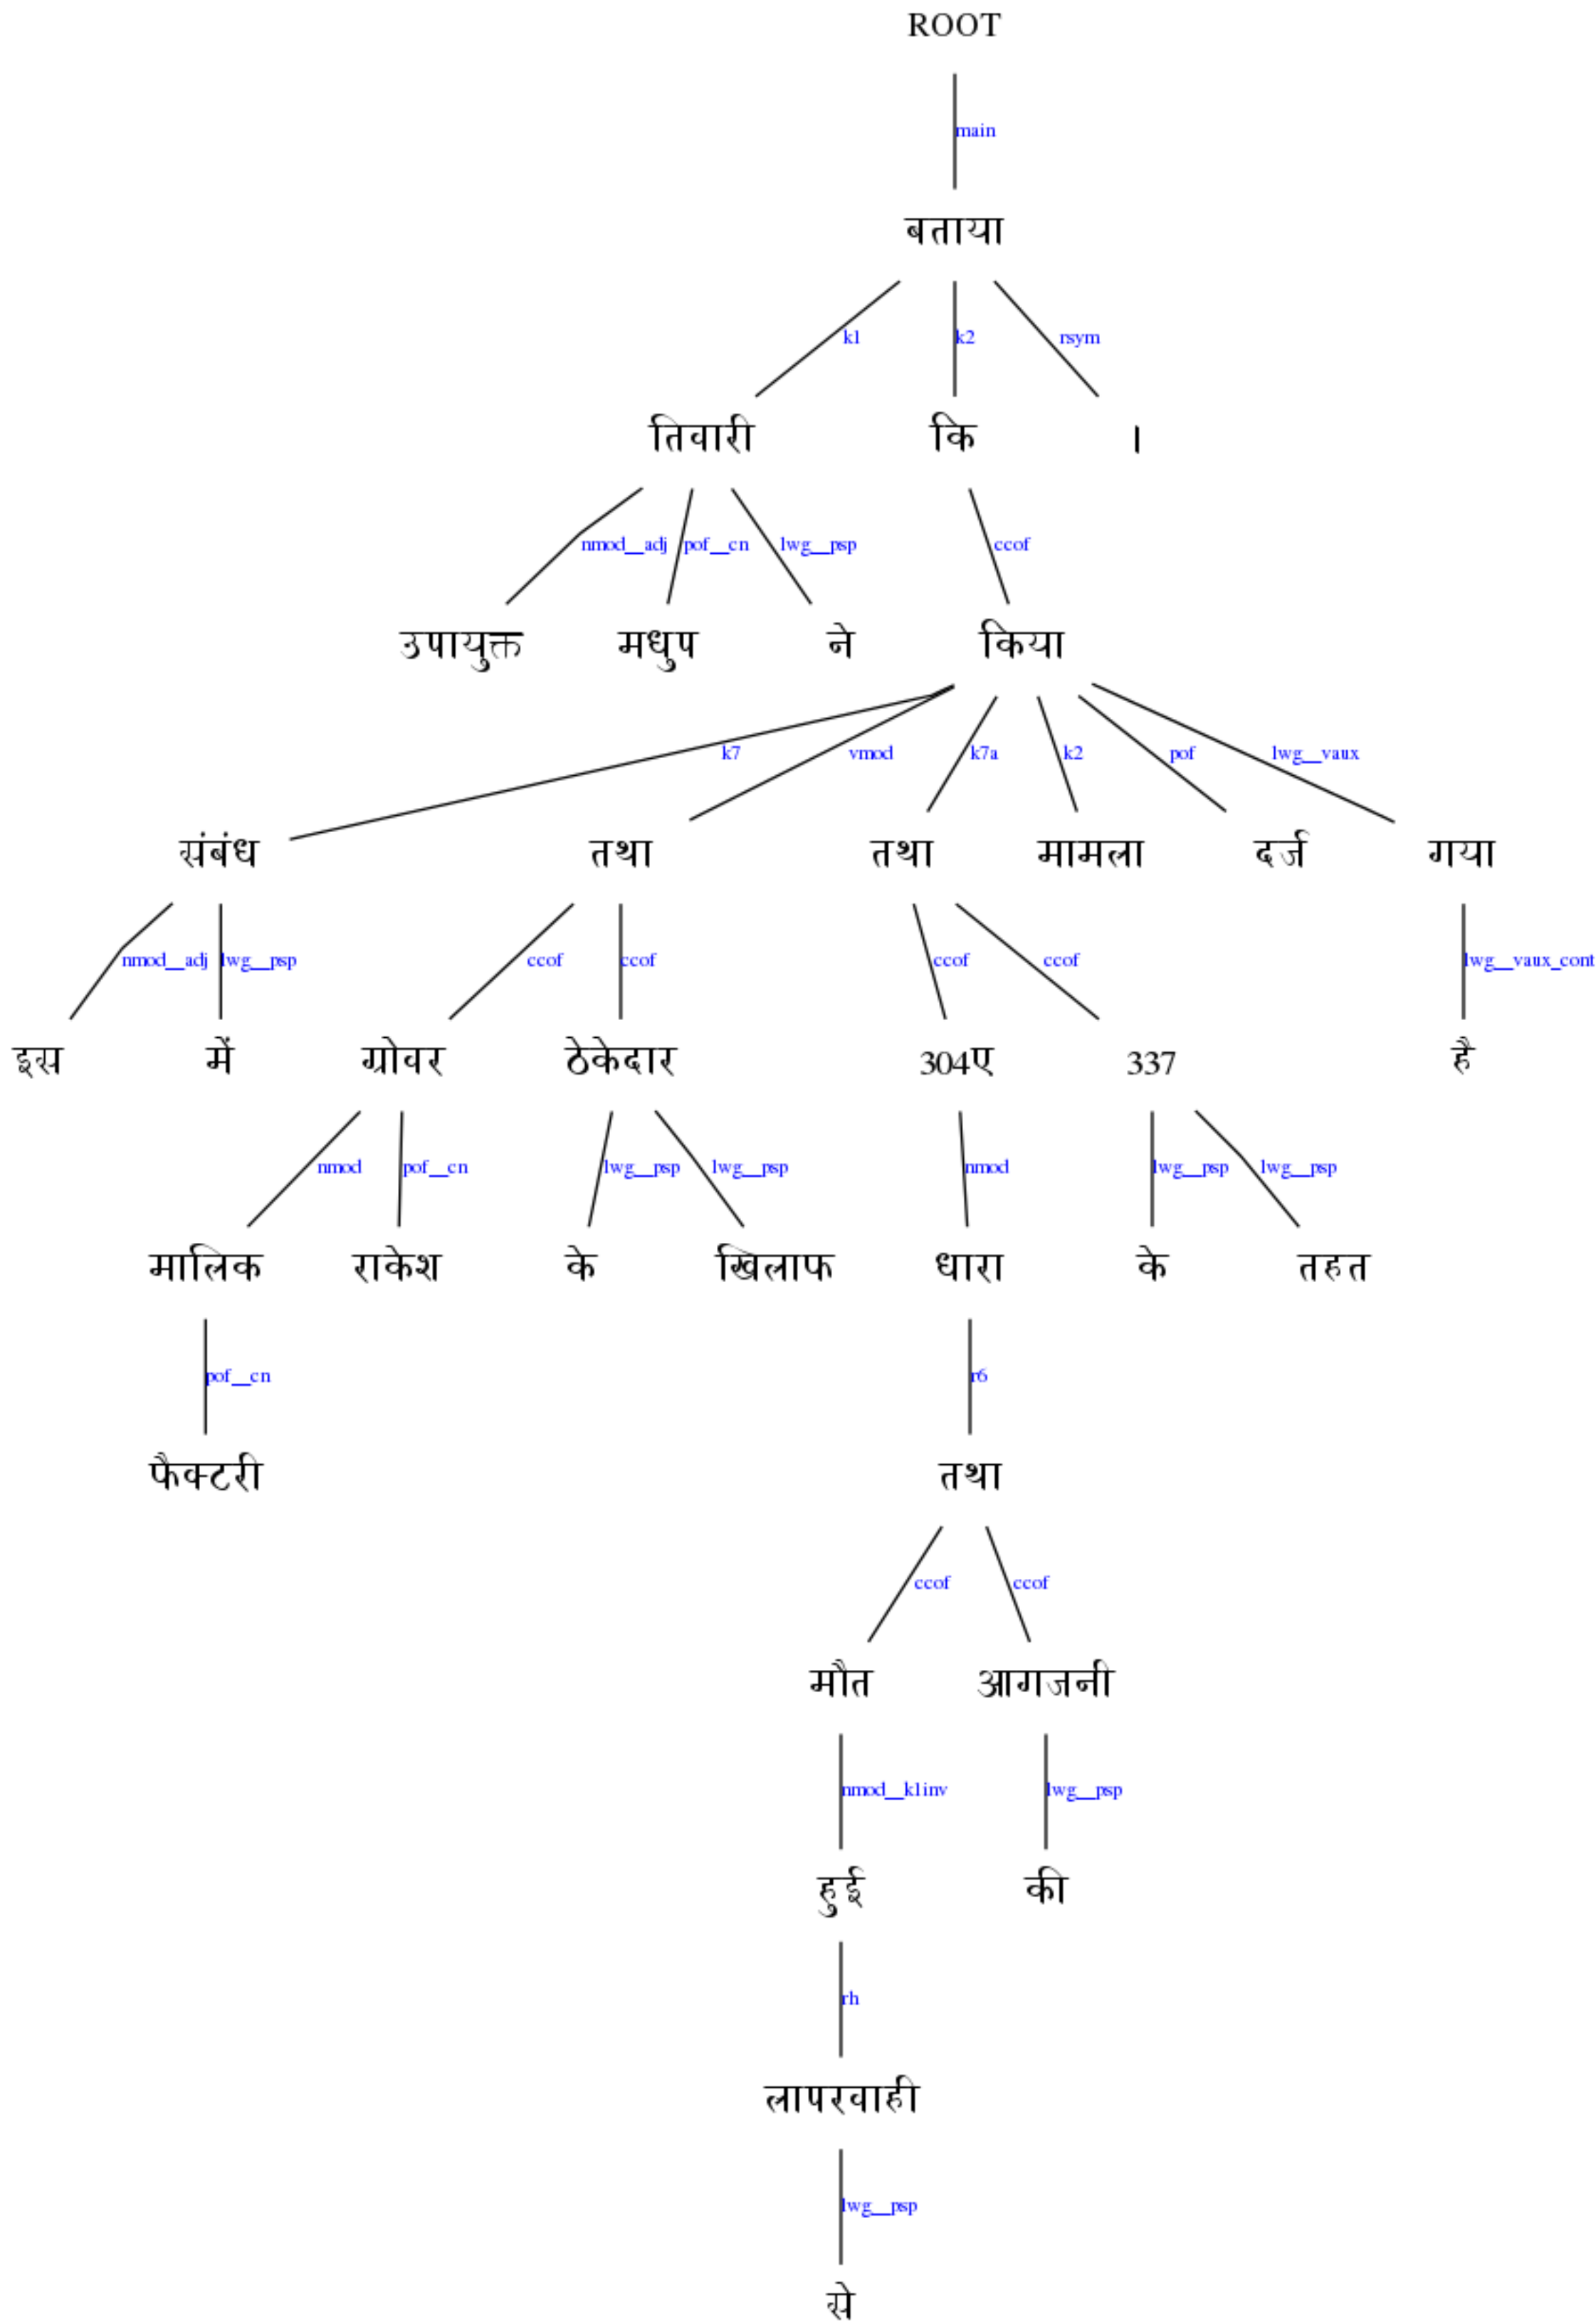 ROOT
main
बताया
k1 k2 rsym
तिवारी कि ।
nmod__adj pof__cn lwg__psp ccof
उपायुक्त मधुप ने किया
k7 vmod k7a k2 pof lwg__vaux
संबंध तथा तथा मामला दर्ज गया
nmod__adj lwg__psp ccof ccof ccof ccof lwg__vaux_cont
इस में ग्रोवर ठेकेदार 304ए 337 है
nmod pof__cn lwg__psp lwg__psp nmod lwg__psp lwg__psp
मालिक राकेश के खिलाफ धारा के तहत
pof__cn r6
फैक्टरी तथा
ccof ccof
मौत आगजनी
nmod__k1inv lwg__psp
हुई की
rh
लापरवाही
lwg__psp
से